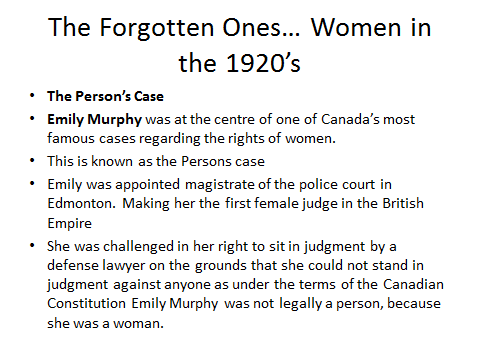 The Forgotten Ones… Women in
the 1920's
• The Person's Case
• Emily Murphy was at the centre of one of Canada's most
famous cases regarding the rights of women.
• This is known as the Persons case
• Emily was appointed magistrate of the police court in
Edmonton. Making her the first female judge in the British
Empire
• She was challenged in her right to sit in judgment by a
defense lawyer on the grounds that she could not stand in
judgment against anyone as under the terms of the Canadian
Constitution Emily Murphy was not legally a person, because
she was a woman.